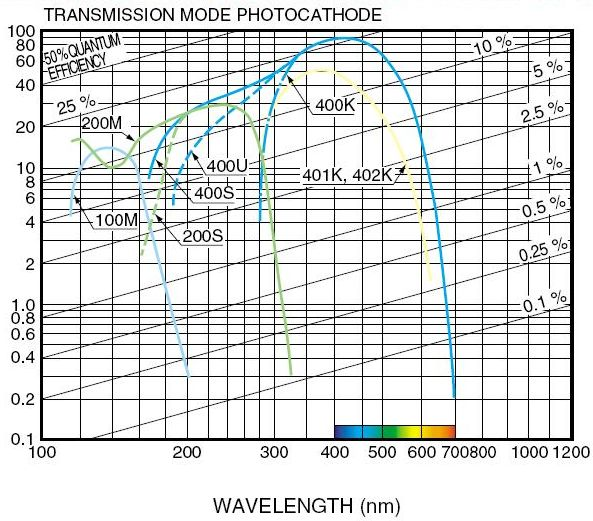 TRANSMISSION MODE PHOTOCATHODE
100
80
60
40
20
10
8
6
4
2
1.0
0.8
0.6
0.4
0.2
0.1
50% QUANTUM
EFFICIENCY
25 %
10 %
5 %
2.5 %
1 %
0.5 %
0.25 %
0.1 %
200M
400K
400U
401K, 402K
400S
100M
200S
100 200 300 400 500 600 700 800 1000 1200
WAVELENGTH (nm)